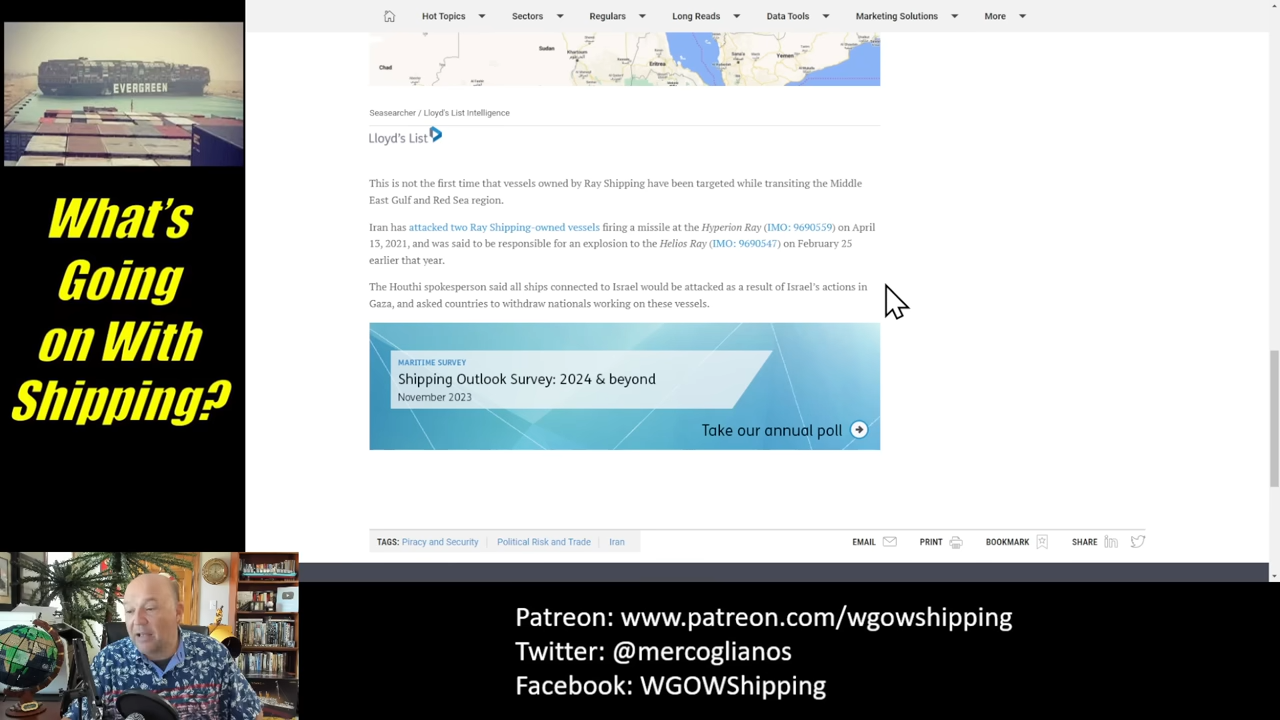 Hot Topics
Sectors
Regulars
Long Reads
Data Tools
Marketing Solutions
More
EVERGREEN
What's
Going
on With
Shipping?
Chad
Sudan
Khartoum
Eritrea
Sana'a
Yemen
Seasearcher / Lloyd's List Intelligence
Lloyd's List
This is not the first time that vessels owned by Ray Shipping have been targeted while transiting the Middle
East Gulf and Red Sea region.
Iran has attacked two Ray Shipping-owned vessels firing a missile at the Hyperion Ray (IMO: 9690559) on April
13, 2021, and was said to be responsible for an explosion to the Helios Ray (IMO: 9690547) on February 25
earlier that year.
The Houthi spokesperson said all ships connected to Israel would be attacked as a result of Israel's actions in
Gaza, and asked countries to withdraw nationals working on these vessels.
MARITIME SURVEY
Shipping Outlook Survey: 2024 & beyond
November 2023
Take our annual poll
TAGS: Piracy and Security | Political Risk and Trade | Iran
EMAIL
PRINT
BOOKMARK
SHARE
Patreon: www.patreon.com/wgowshipping
Twitter: @mercoglianos
Facebook: WGOWShipping